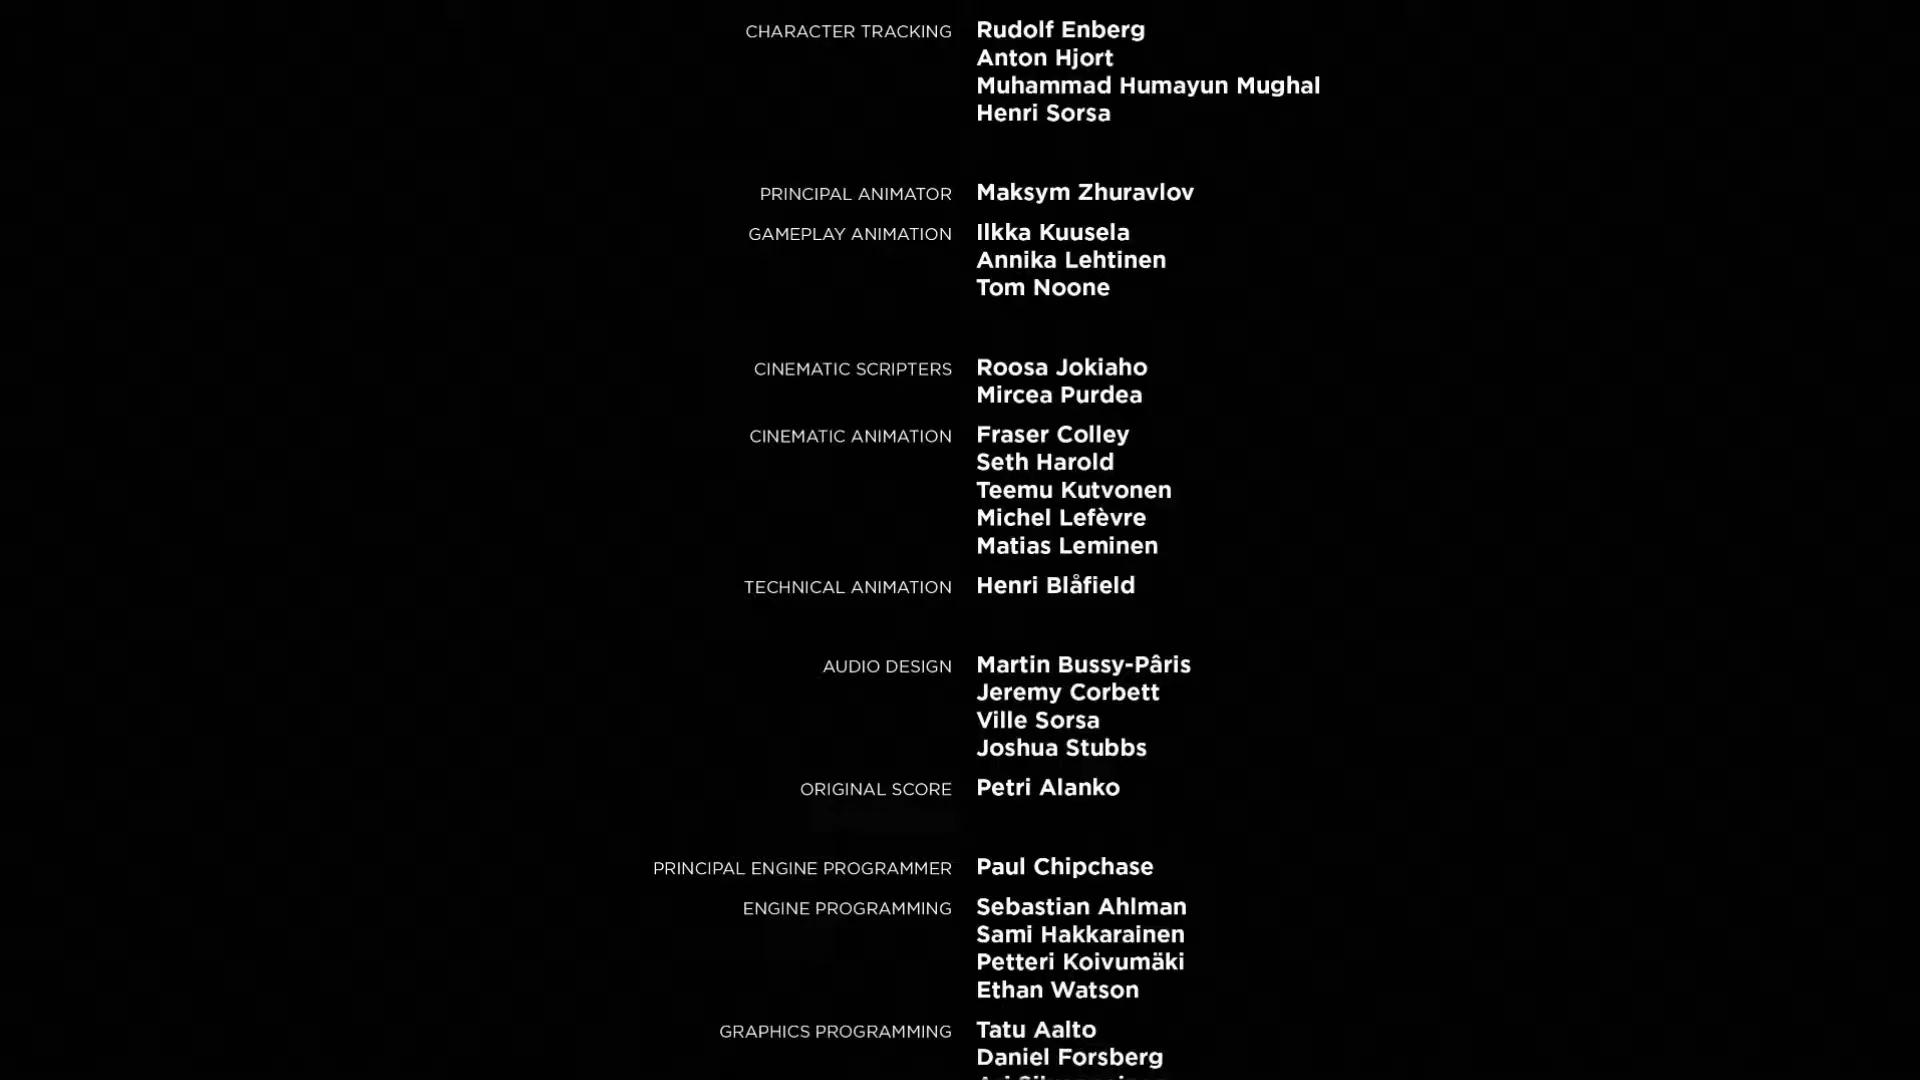 CHARACTER TRACKING Rudolf Enberg
Anton Hjort
Muhammad Humayun Mughal
Henri Sorsa
PRINCIPAL ANIMATOR Maksym Zhuravlov
GAMEPLAY ANIMATION Ilkka Kuusela
Annika Lehtinen
Tom Noone
CINEMATIC SCRIPTERS Roosa Jokiaho
Mircea Purdea
CINEMATIC ANIMATION Fraser Colley
Seth Harold
Teemu Kutvonen
Michel Lefèvre
Matias Leminen
TECHNICAL ANIMATION Henri Blåfield
AUDIO DESIGN Martin Bussy-Pâris
Jeremy Corbett
Ville Sorsa
Joshua Stubbs
ORIGINAL SCORE Petri Alanko
PRINCIPAL ENGINE PROGRAMMER Paul Chipchase
ENGINE PROGRAMMING Sebastian Ahlman
Sami Hakkarainen
Petteri Koivumäki
Ethan Watson
GRAPHICS PROGRAMMING Tatu Aalto
Daniel Forsberg